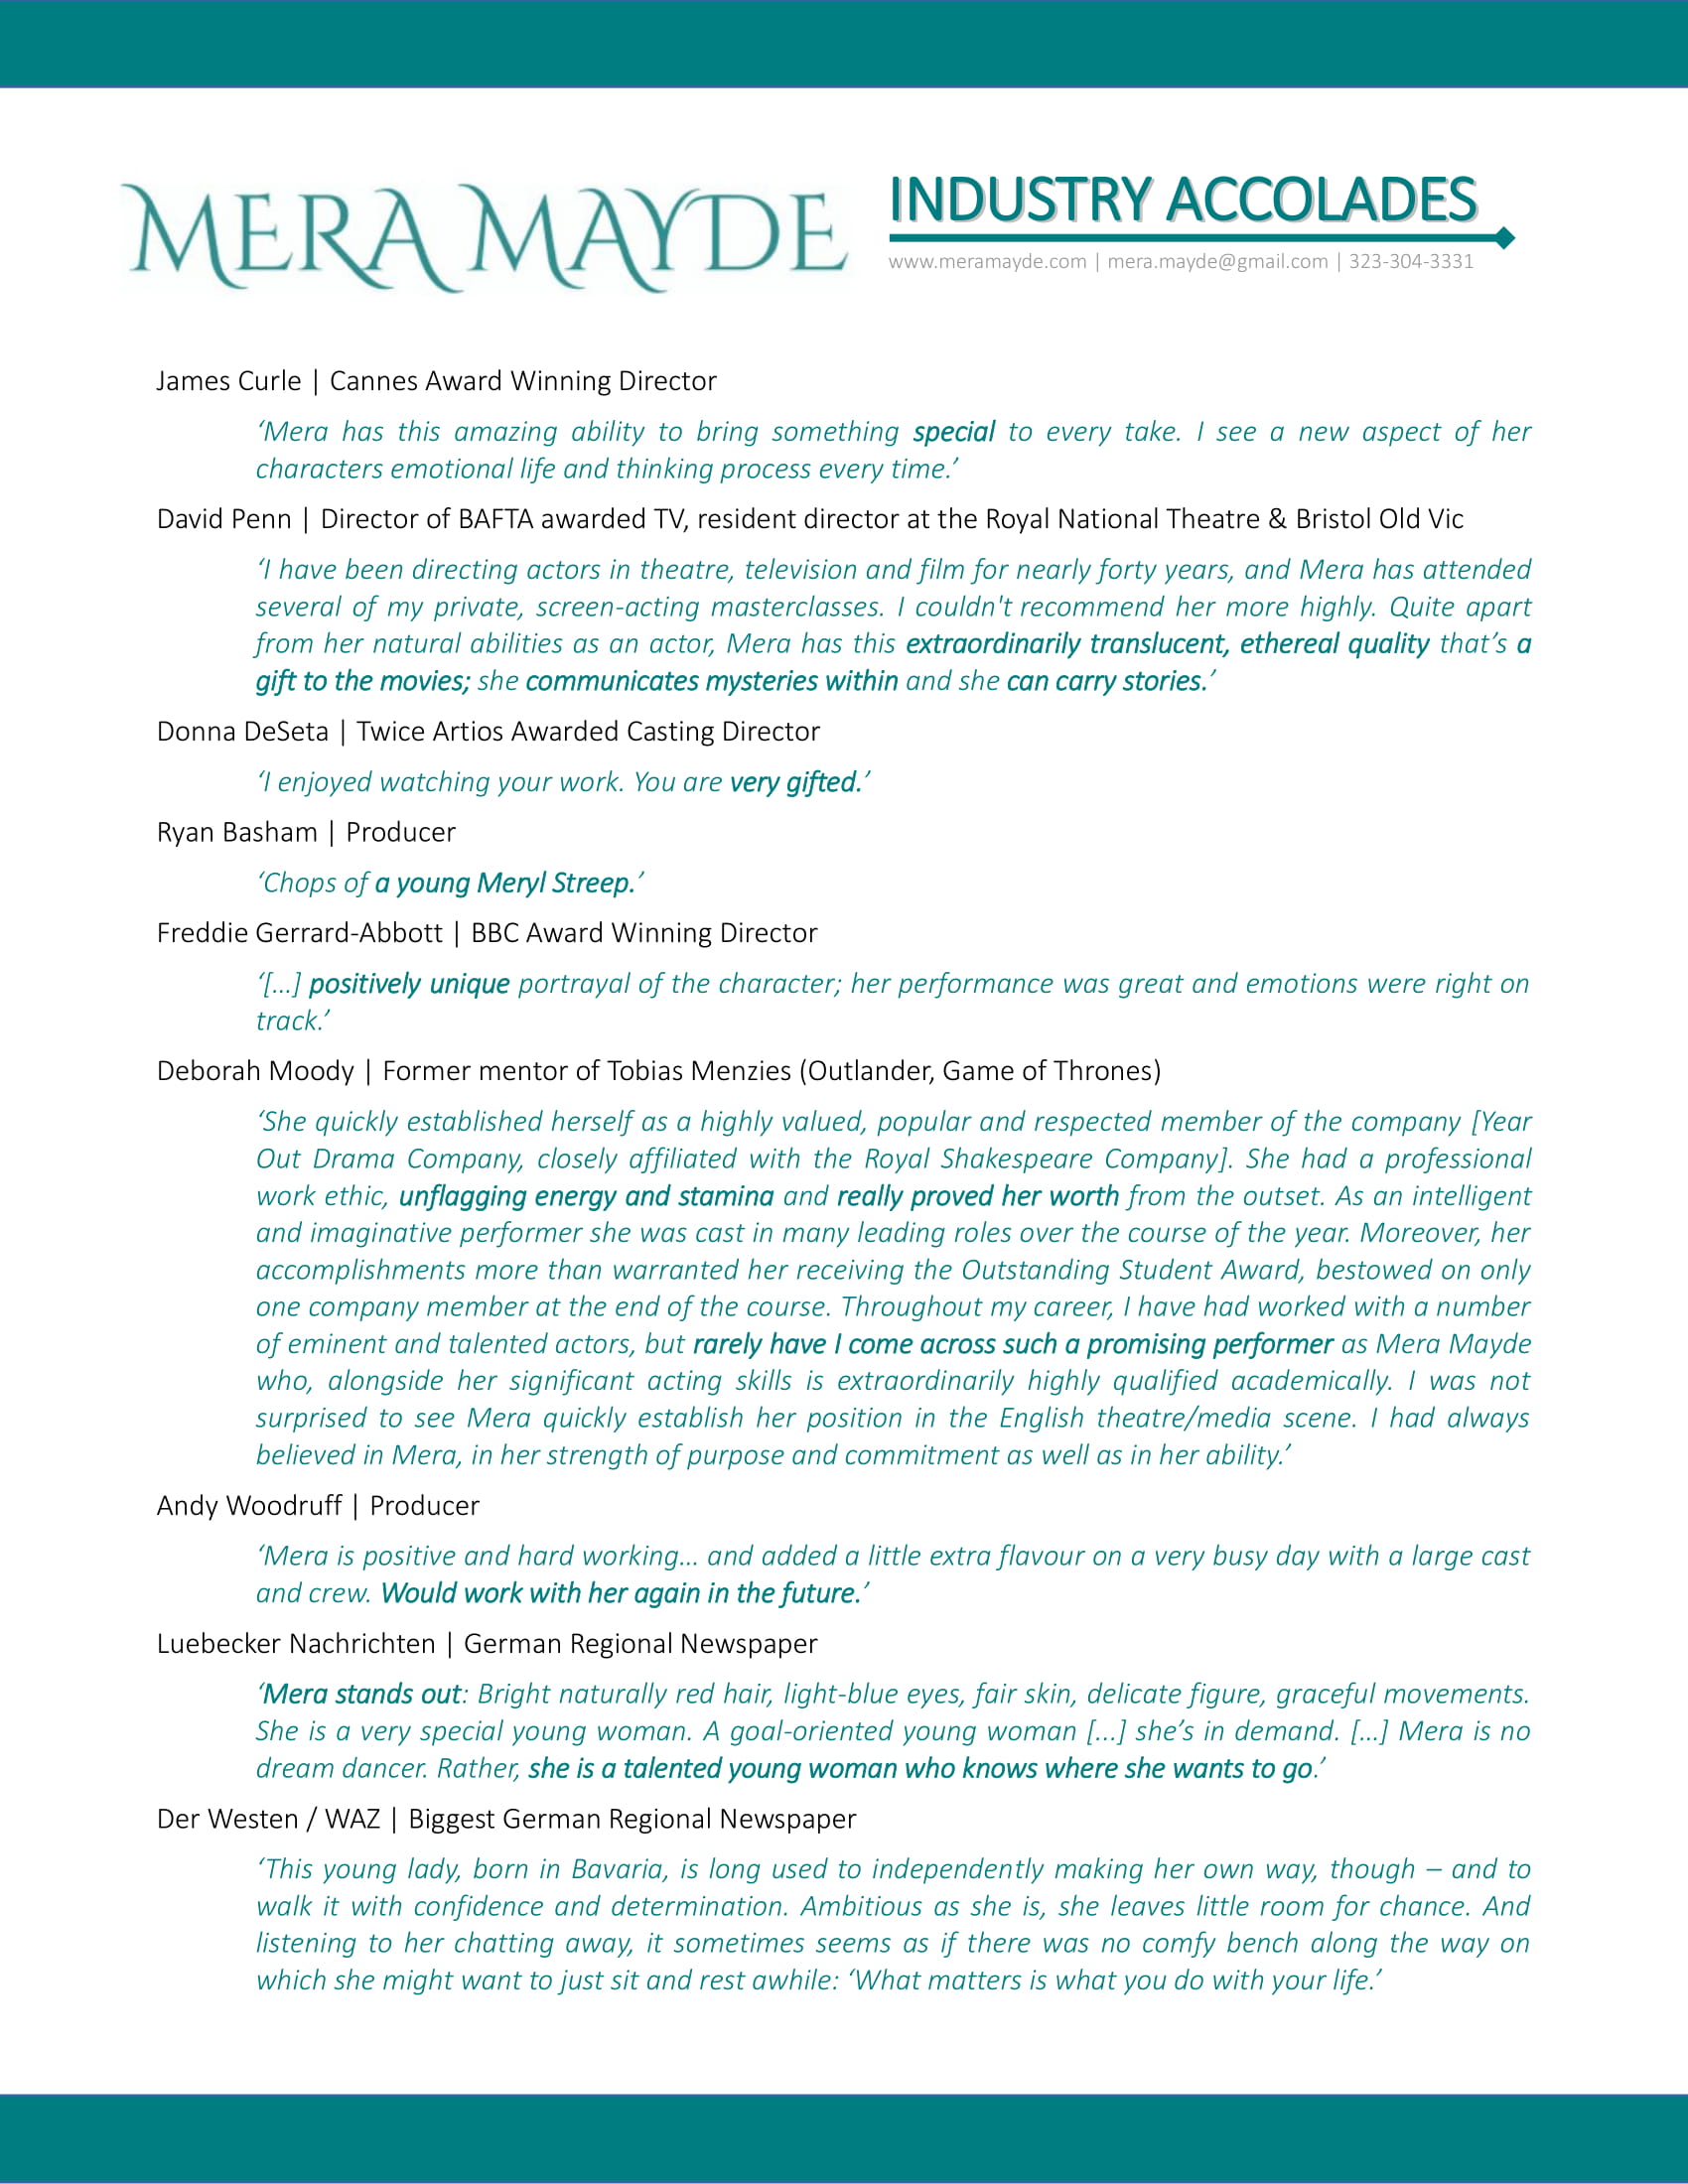 MERA MAYDE
INDUSTRY ACCOLADES
www.meramayde.com | mera.mayde@gmail.com | 323-304-3331
James Curle | Cannes Award Winning Director
‘Mera has this amazing ability to bring something special to every take. I see a new aspect of her
characters emotional life and thinking process every time.’
David Penn | Director of BAFTA awarded TV, resident director at the Royal National Theatre & Bristol Old Vic
‘I have been directing actors in theatre, television and film for nearly forty years, and Mera has attended
several of my private, screen-acting masterclasses. I couldn't recommend her more highly. Quite apart
from her natural abilities as an actor, Mera has this extraordinarily translucent, ethereal quality that’s a
gift to the movies; she communicates mysteries within and she can carry stories.’
Donna DeSeta | Twice Artios Awarded Casting Director
‘I enjoyed watching your work. You are very gifted.’
Ryan Basham | Producer
‘Chops of a young Meryl Streep.’
Freddie Gerrard-Abbott | BBC Award Winning Director
‘[…] positively unique portrayal of the character; her performance was great and emotions were right on
track.’
Deborah Moody | Former mentor of Tobias Menzies (Outlander, Game of Thrones)
‘She quickly established herself as a highly valued, popular and respected member of the company [Year
Out Drama Company, closely affiliated with the Royal Shakespeare Company]. She had a professional
work ethic, unflagging energy and stamina and really proved her worth from the outset. As an intelligent
and imaginative performer she was cast in many leading roles over the course of the year. Moreover, her
accomplishments more than warranted her receiving the Outstanding Student Award, bestowed on only
one company member at the end of the course. Throughout my career, I have had worked with a number
of eminent and talented actors, but rarely have I come across such a promising performer as Mera Mayde
who, alongside her significant acting skills is extraordinarily highly qualified academically. I was not
surprised to see Mera quickly establish her position in the English theatre/media scene. I had always
believed in Mera, in her strength of purpose and commitment as well as in her ability.’
Andy Woodruff | Producer
‘Mera is positive and hard working… and added a little extra flavour on a very busy day with a large cast
and crew. Would work with her again in the future.’
Luebecker Nachrichten | German Regional Newspaper
‘Mera stands out: Bright naturally red hair, light-blue eyes, fair skin, delicate figure, graceful movements.
She is a very special young woman. A goal-oriented young woman [...] she’s in demand. […] Mera is no
dream dancer. Rather, she is a talented young woman who knows where she wants to go.’
Der Westen / WAZ | Biggest German Regional Newspaper
‘This young lady, born in Bavaria, is long used to independently making her own way, though – and to
walk it with confidence and determination. Ambitious as she is, she leaves little room for chance. And
listening to her chatting away, it sometimes seems as if there was no comfy bench along the way on
which she might want to just sit and rest awhile: ‘What matters is what you do with your life.’